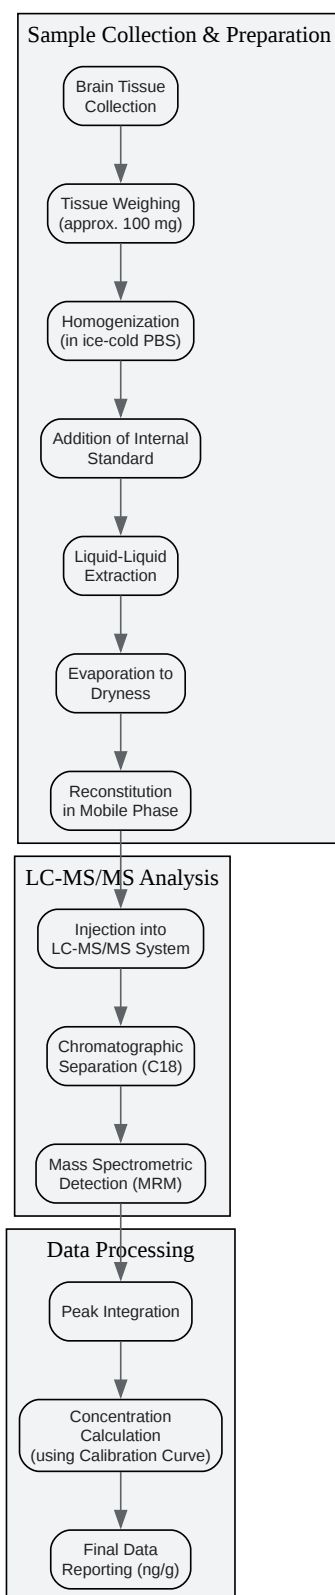 Sample Collection & Preparation
Brain Tissue
Collection
Tissue Weighing
(approx. 100 mg)
Homogenization
(in ice-cold PBS)
Addition of Internal
Standard
Liquid-Liquid
Extraction
Evaporation to
Dryness
Reconstitution
in Mobile Phase
LC-MS/MS Analysis
Injection into
LC-MS/MS System
Chromatographic
Separation (C18)
Mass Spectrometric
Detection (MRM)
Data Processing
Peak Integration
Concentration
Calculation
(using Calibration Curve)
Final Data
Reporting (ng/g)